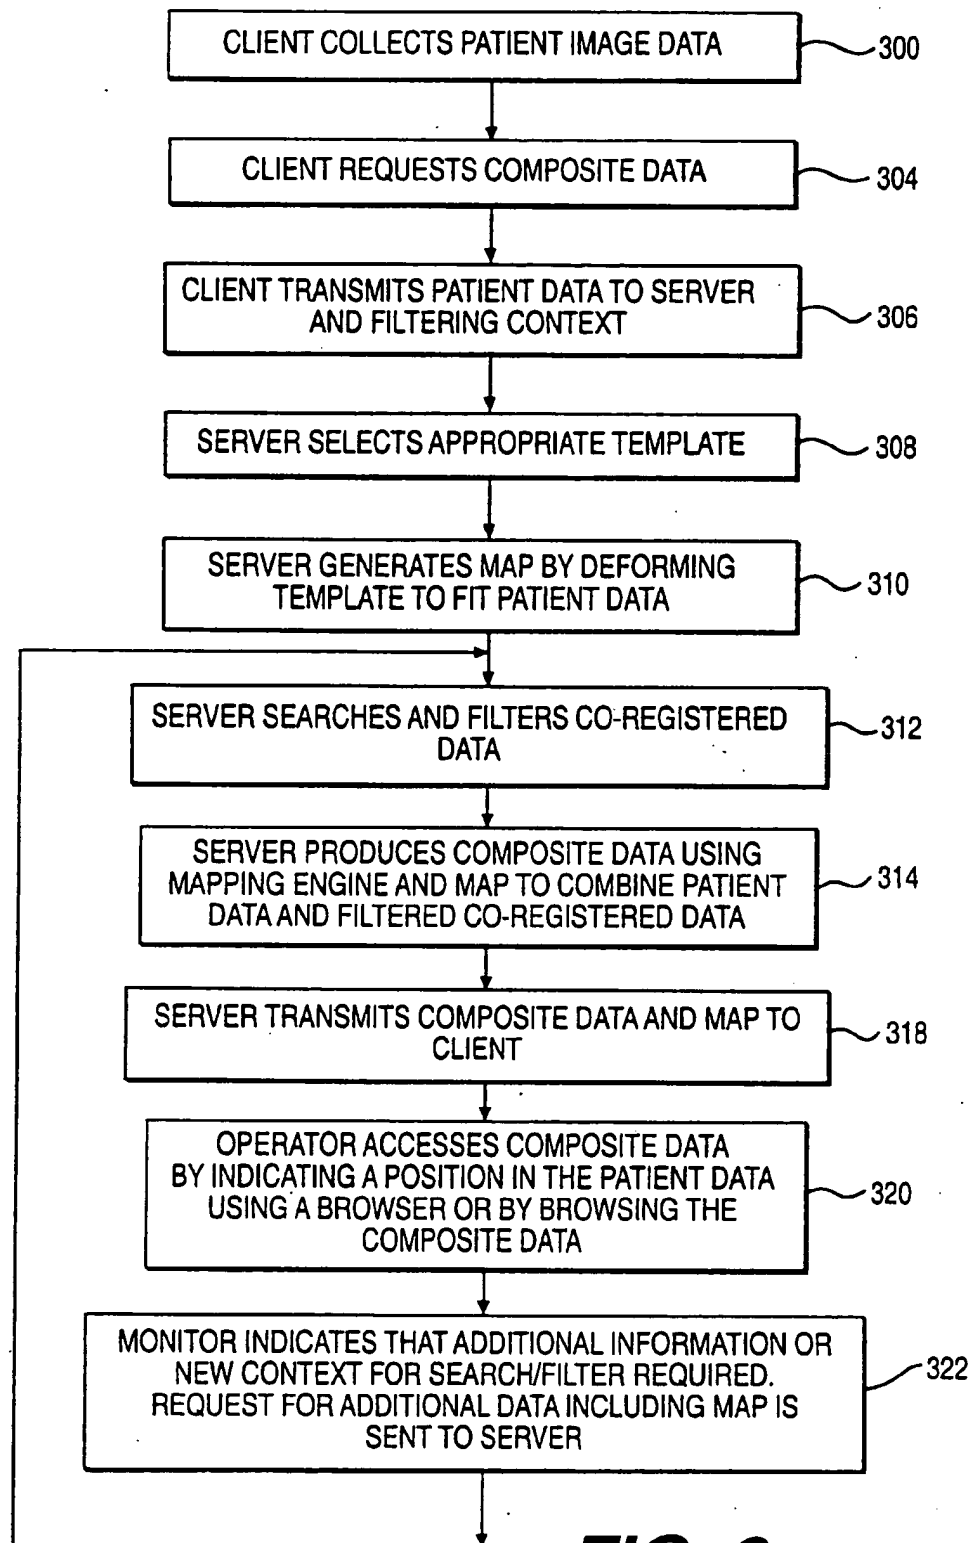 CLIENT COLLECTS PATIENT IMAGE DATA
300
CLIENT REQUESTS COMPOSITE DATA
304
CLIENT TRANSMITS PATIENT DATA TO SERVER
AND FILTERING CONTEXT
306
SERVER SELECTS APPROPRIATE TEMPLATE
308
SERVER GENERATES MAP BY DEFORMING
TEMPLATE TO FIT PATIENT DATA
310
SERVER SEARCHES AND FILTERS CO-REGISTERED
DATA
312
SERVER PRODUCES COMPOSITE DATA USING
MAPPING ENGINE AND MAP TO COMBINE PATIENT
DATA AND FILTERED CO-REGISTERED DATA
314
SERVER TRANSMITS COMPOSITE DATA AND MAP TO
CLIENT
318
OPERATOR ACCESSES COMPOSITE DATA
BY INDICATING A POSITION IN THE PATIENT DATA
USING A BROWSER OR BY BROWSING THE
COMPOSITE DATA
320
MONITOR INDICATES THAT ADDITIONAL INFORMATION OR
NEW CONTEXT FOR SEARCH/FILTER REQUIRED.
REQUEST FOR ADDITIONAL DATA INCLUDING MAP IS
SENT TO SERVER
322